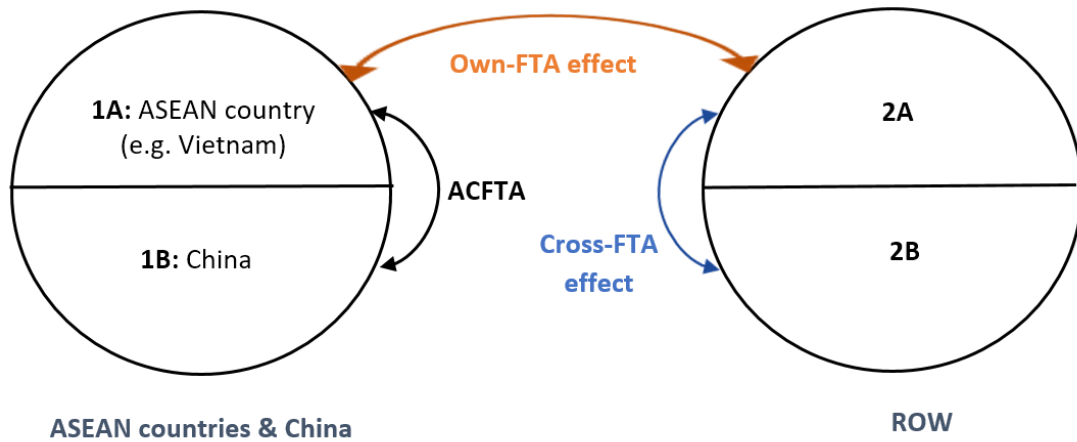 Own-FTA effect
1A: ASEAN country
(e.g. Vietnam)
2A
ACFTA
Cross-FTA
effect
1B: China
2B
ASEAN countries & China
ROW